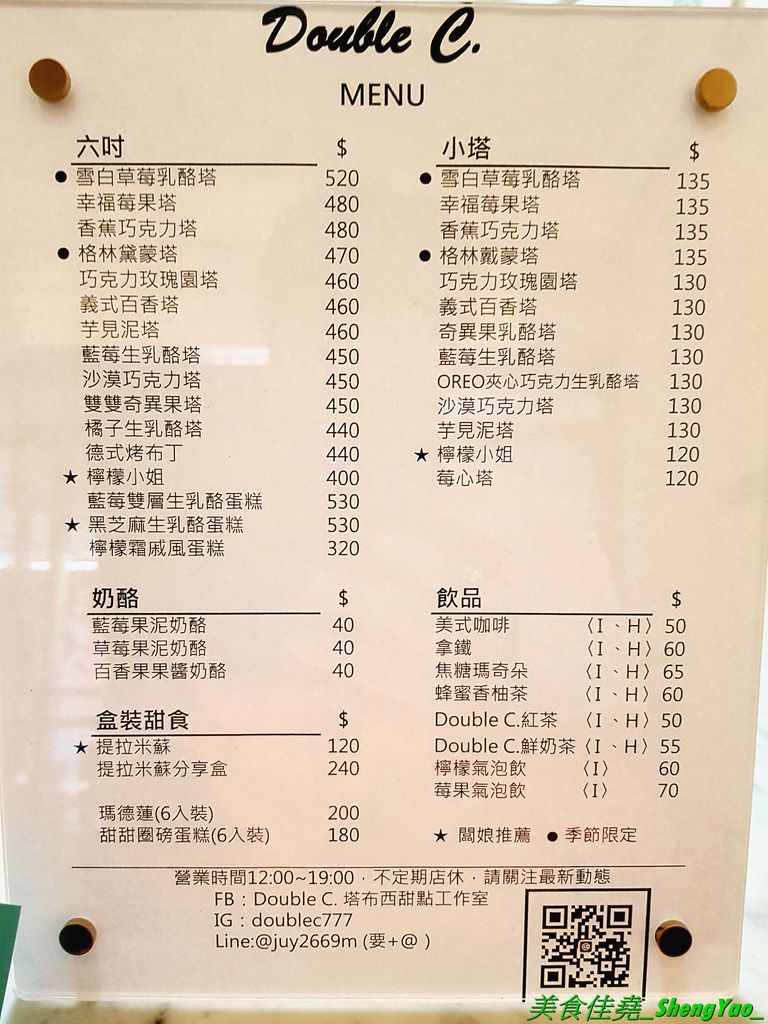 Double C.
MENU
六吋 $
● 雪白草莓乳酪塔 520
幸福莓果塔 480
香蕉巧克力塔 480
● 格林黛蒙塔 470
巧克力玫瑰園塔 460
義式百香塔 460
芋見泥塔 460
藍莓生乳酪塔 450
沙漠巧克力塔 450
雙雙奇異果塔 450
橘子生乳酪塔 440
德式烤布丁 440
★ 檸檬小姐 400
藍莓雙層生乳酪蛋糕 530
★ 黑芝麻生乳酪蛋糕 530
檸檬霜戚風蛋糕 320
小塔 $
● 雪白草莓乳酪塔 135
幸福莓果塔 135
香蕉巧克力塔 135
● 格林戴蒙塔 135
巧克力玫瑰園塔 130
義式百香塔 130
奇異果乳酪塔 130
藍莓生乳酪塔 130
OREO夾心巧克力生乳酪塔 130
沙漠巧克力塔 130
芋見泥塔 130
★ 檸檬小姐 120
莓心塔 120
奶酪 $
藍莓果泥奶酪 40
草莓果泥奶酪 40
百香果果醬奶酪 40
盒裝甜食 $
★ 提拉米蘇 120
提拉米蘇分享盒 240
瑪德蓮(6入裝) 200
甜甜圈磅蛋糕(6入裝) 180
飲品 $
美式咖啡 〈I、H〉 50
拿鐵 〈I、H〉 60
焦糖瑪奇朵 〈I、H〉 65
蜂蜜香柚茶 〈I、H〉 60
Double C.紅茶 〈I、H〉 50
Double C.鮮奶茶〈I、H〉 55
檸檬氣泡飲 〈I〉 60
莓果氣泡飲 〈I〉 70
★ 闆娘推薦 ● 季節限定
營業時間12:00~19:00，不定期店休，請關注最新動態
FB：Double C. 塔布西甜點工作室
IG：doublec777
Line:@juy2669m (要+@ )
美食佳堯_ShengYao_